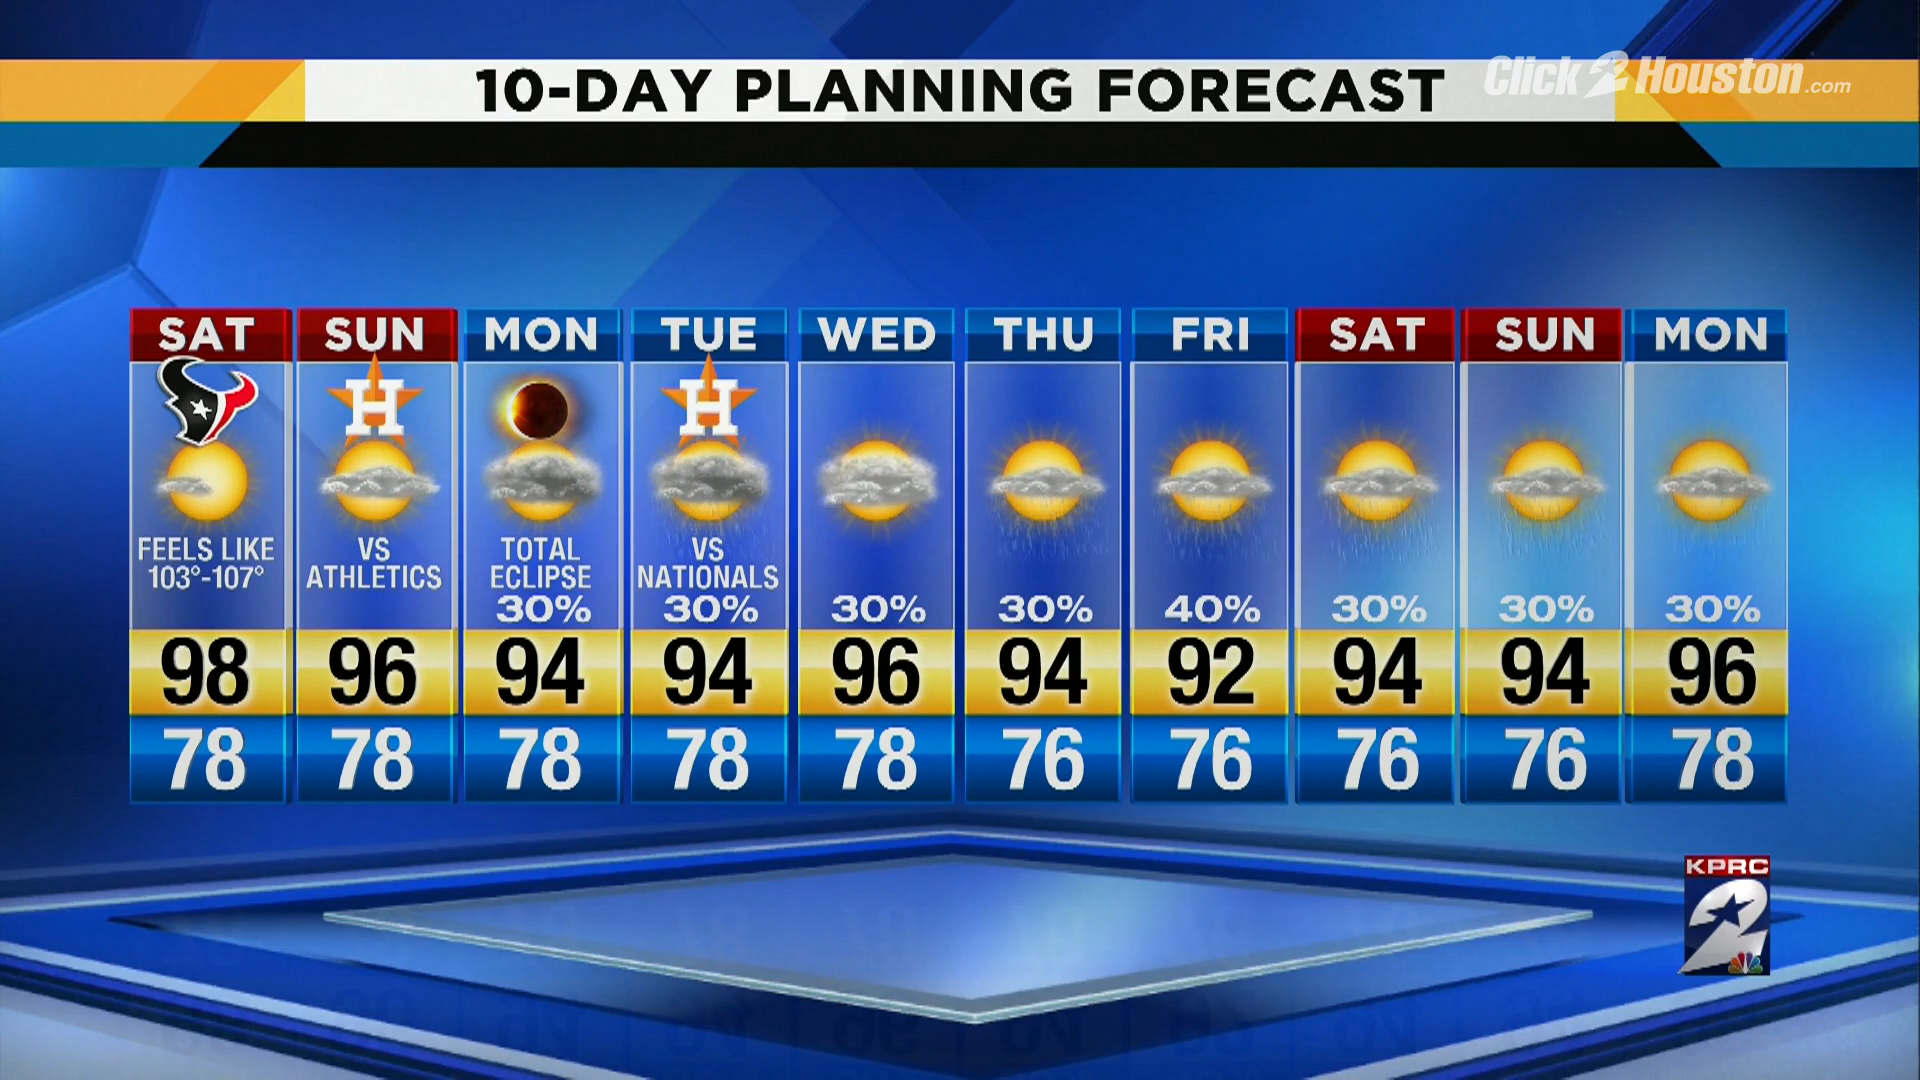 10-DAY PLANNING FORECAST
Click2Houston.com
SAT SUN MON TUE WED THU FRI SAT SUN MON
H H
FEELS LIKE VS TOTAL VS
103°-107° ATHLETICS ECLIPSE NATIONALS
30% 30% 30% 30% 40% 30% 30% 30%
98 96 94 94 96 94 92 94 94 96
78 78 78 78 78 76 76 76 76 78
KPRC
2